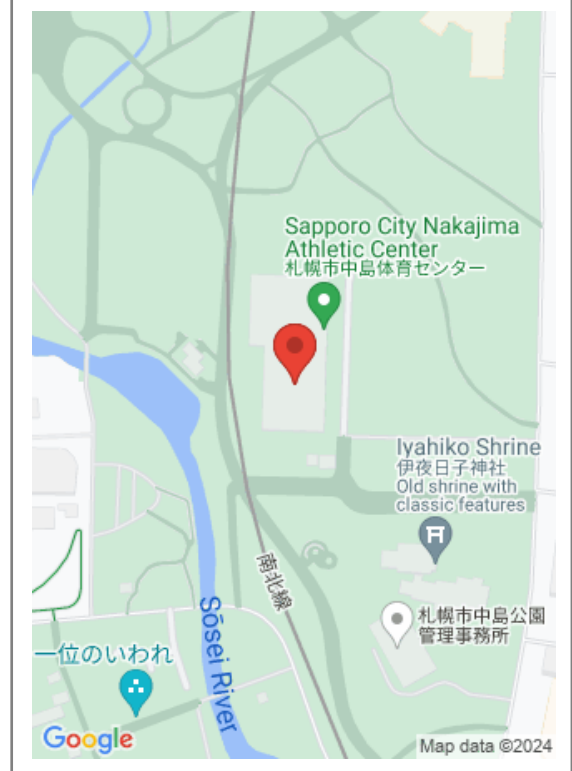 Sapporo City Nakajima
Athletic Center
札幌市中島体育センター
Iyahiko Shrine
伊夜日子神社
Old shrine with
classic features
南北線
札幌市中島公園
管理事務所
Sōsei River
一位のいわれ
Google
Map data ©2024